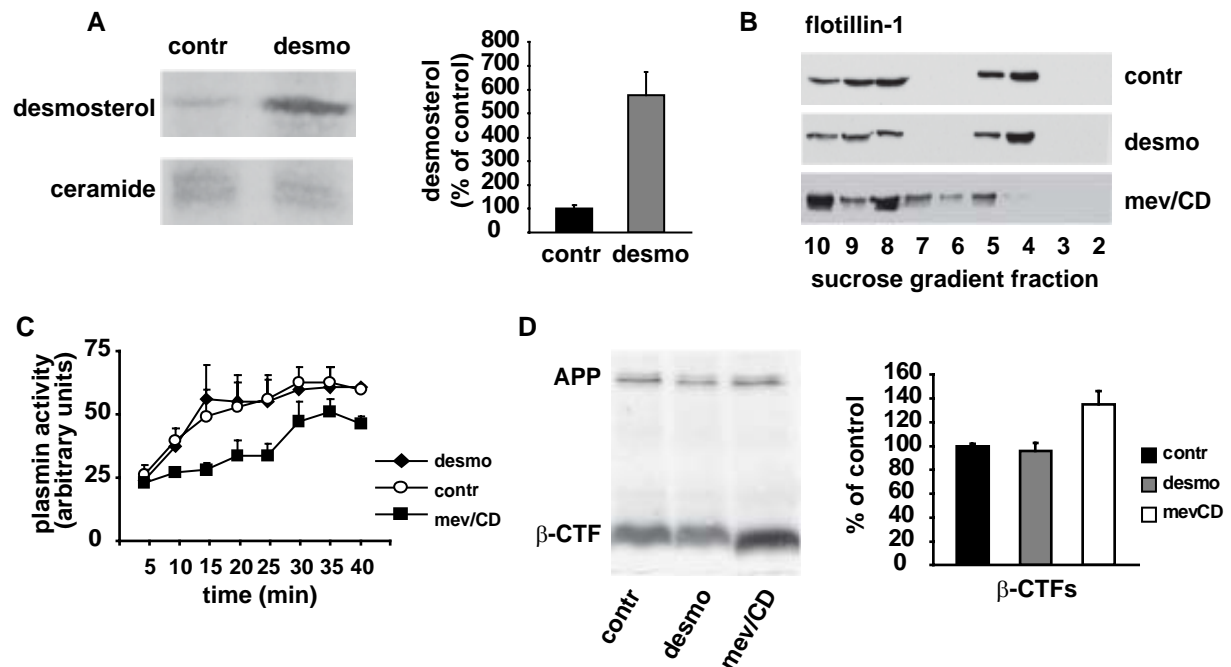 A
contr desmo
desmosterol
ceramide
desmosterol
(% of control)
800
700
600
500
400
300
200
100
0
contr desmo
B
flotillin-1
contr
desmo
mev/CD
10 9 8 7 6 5 4 3 2
sucrose gradient fraction
C
plasmin activity
(arbitrary units)
75
50
25
0
5 10 15 20 25 30 35 40
time (min)
desmo
contr
mev/CD
D
APP
β-CTF
contr
desmo
mev/CD
% of control
140
120
100
80
60
40
20
0
β-CTFs
contr
desmo
mevCD